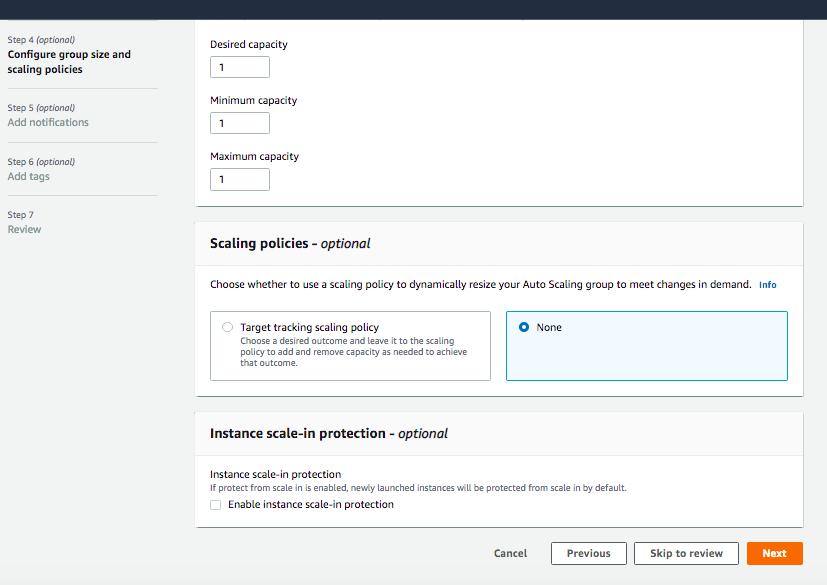 Step 4 (optional)
Configure group size and
scaling policies
Step 5 (optional)
Add notifications
Step 6 (optional)
Add tags
Step 7
Review
Desired capacity
1
Minimum capacity
1
Maximum capacity
1
Scaling policies - optional
Choose whether to use a scaling policy to dynamically resize your Auto Scaling group to meet changes in demand. Info
Target tracking scaling policy
Choose a desired outcome and leave it to the scaling
policy to add and remove capacity as needed to achieve
that outcome.
None
Instance scale-in protection - optional
Instance scale-in protection
If protect from scale in is enabled, newly launched instances will be protected from scale in by default.
Enable instance scale-in protection
Cancel
Previous
Skip to review
Next